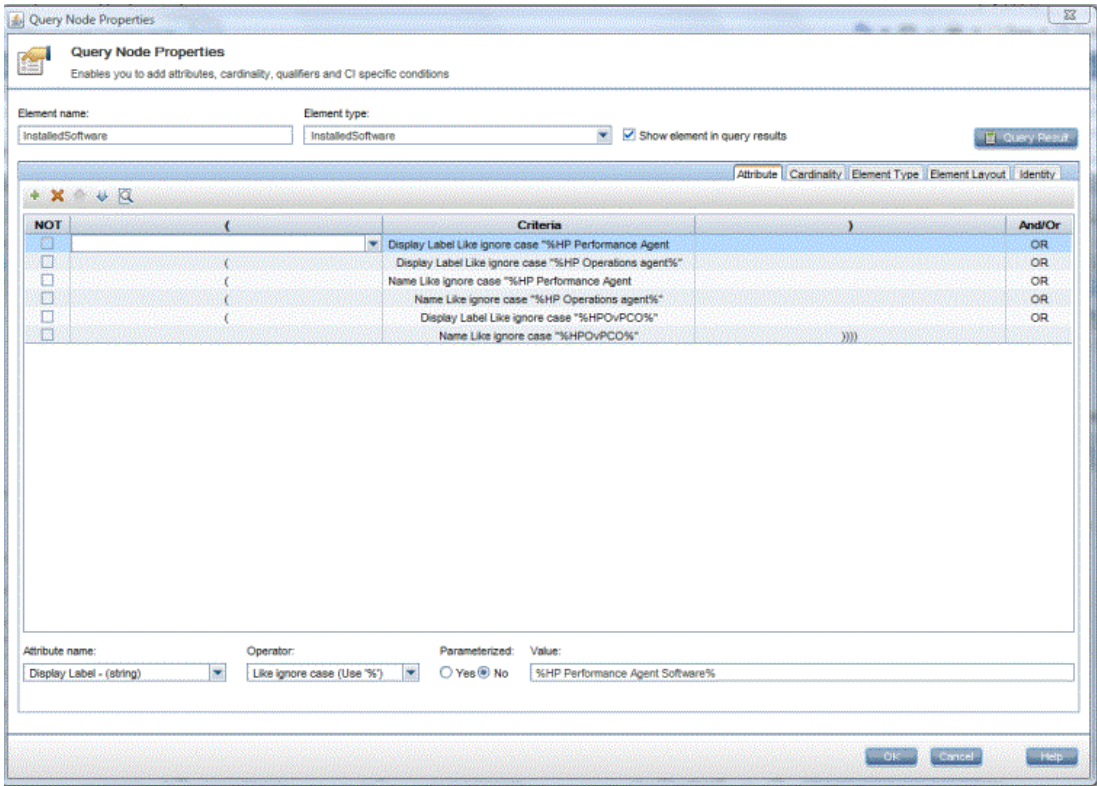 Query Node Properties
Query Node Properties
Enables you to add attributes, cardinality, qualifiers and CI specific conditions
Element name:
Element type:
InstalledSoftware
InstalledSoftware
Show element in query results
Query Result
Attribute Cardinality Element Type Element Layout Identity
NOT ( Criteria ) And/Or
Display Label Like ignore case "%HP Performance Agent OR
( Display Label Like ignore case "%HP Operations agent%" OR
( Name Like ignore case "%HP Performance Agent OR
( Name Like ignore case "%HP Operations agent%" OR
( Display Label Like ignore case "%HPOvPCO%" OR
Name Like ignore case "%HPOvPCO%" ))))
Attribute name: Operator: Parameterized: Value:
Display Label - (string) Like ignore case (Use '%') Yes No %HP Performance Agent Software%
OK Cancel Help